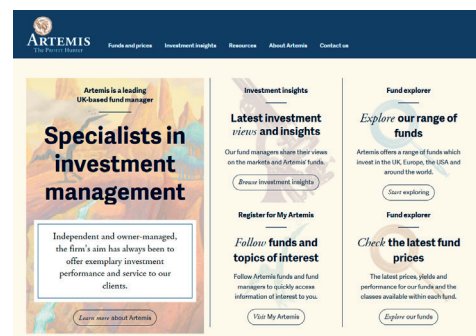 ARTEMIS
The PROFIT Hunter
Funds and prices Investment insights Resources About Artemis Contact us
Artemis is a leading
UK-based fund manager
Specialists in
investment
management
Independent and owner-managed,
the firm's aim has always been to
offer exemplary investment
performance and service to our
clients.
Learn more about Artemis
Investment insights
Latest investment
views and insights
Our fund managers share their views
on the markets and Artemis' funds.
Browse investment insights
Fund explorer
Explore our range of
funds
Artemis offers a range of funds which
invest in the UK, Europe, the USA and
around the world.
Start exploring
Register for My Artemis
Follow funds and
topics of interest
Follow Artemis funds and fund
managers to quickly access
information of interest to you.
Visit My Artemis
Fund explorer
Check the latest fund
prices
The latest prices, yields and
performance for our funds and the
classes available within each fund.
Explore our funds